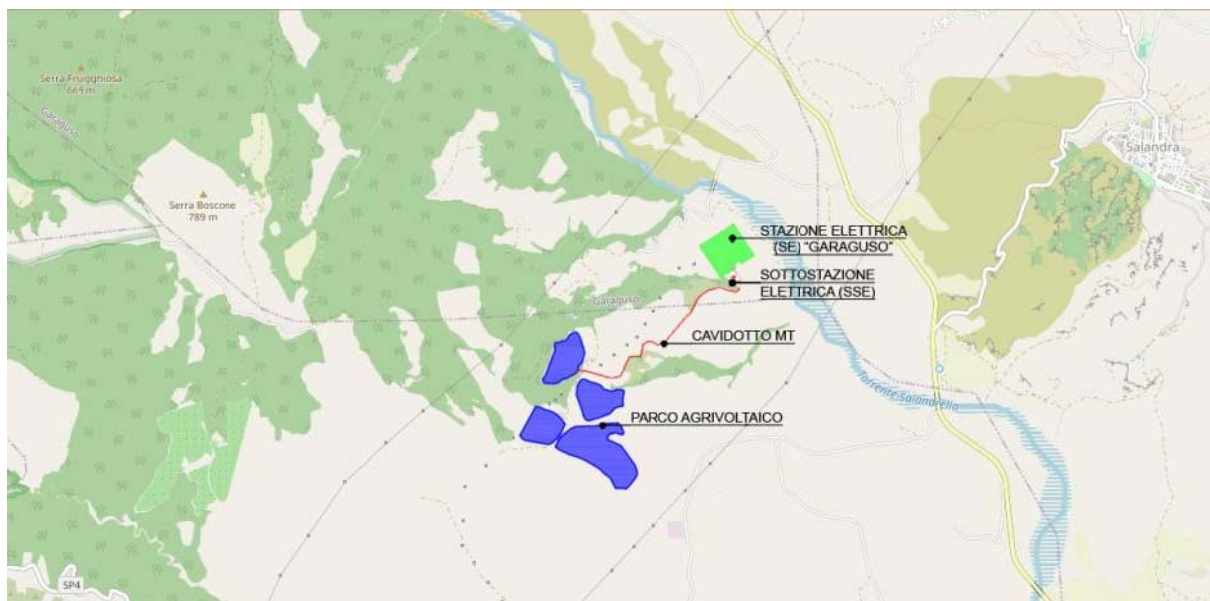 Serra Fruigghiosa
669 m
Garaguso
Salandra
Serra Boscone
789 m
STAZIONE ELETTRICA
(SE) "GARAGUSO"
SOTTOSTAZIONE
ELETTRICA (SSE)
Garaguso
CAVIDOTTO MT
Torrente Salandrella
PARCO AGRIVOLTAICO
SP4